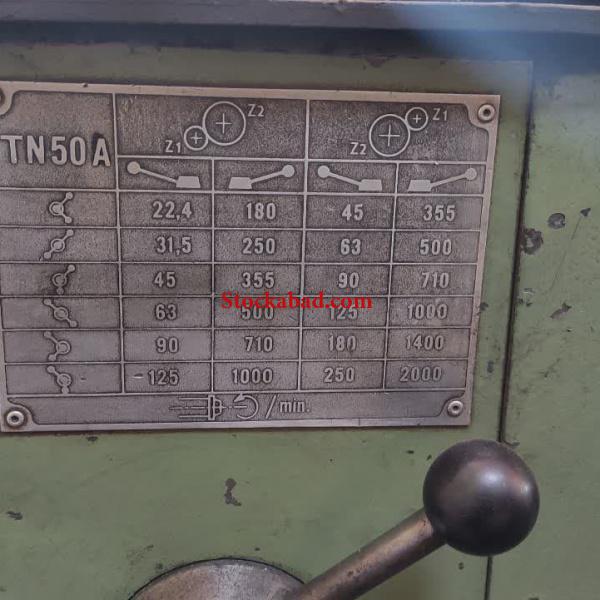 TN50A
Z1 Z2
Z2 Z1
22,4 180 45 355
31,5 250 63 500
45 355 90 710
63 500 125 1000
90 710 180 1400
125 1000 250 2000
/min.
Stockabad.com